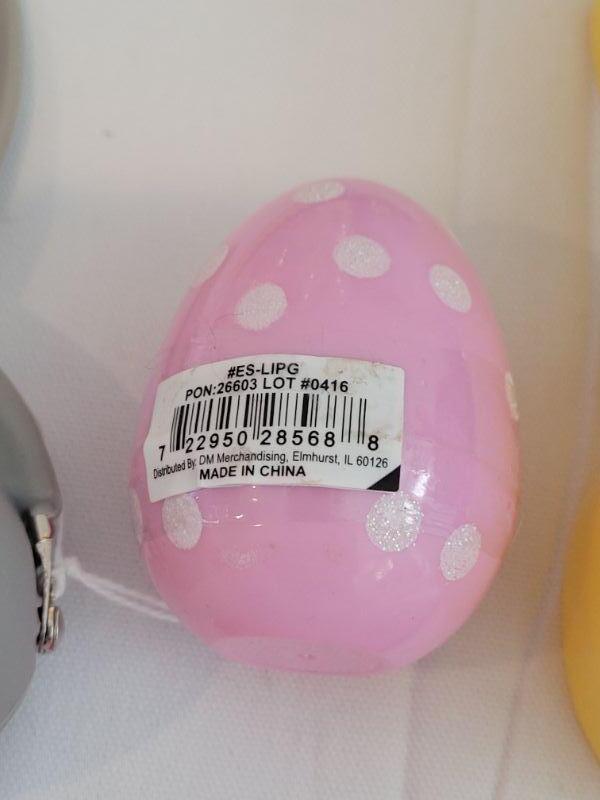 #ES-LIPG
PON:26603 LOT #0416
7 22950 28568 8
Distributed By: DM Merchandising, Elmhurst, IL 60126
MADE IN CHINA